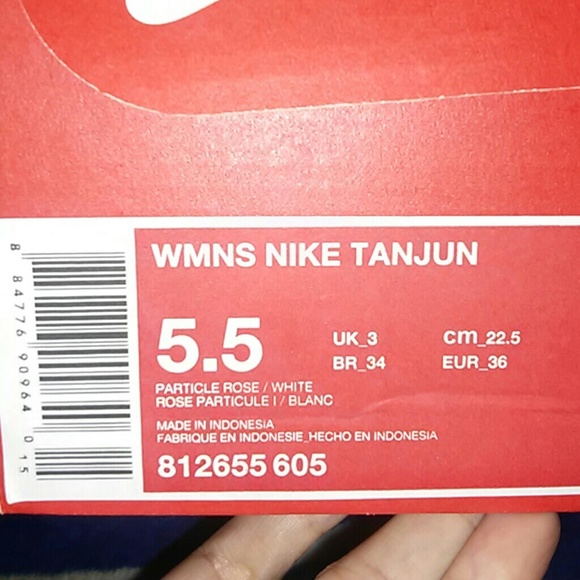 WMNS NIKE TANJUN
5.5
UK_3 cm_22.5
BR_34 EUR_36
PARTICLE ROSE / WHITE
ROSE PARTICULE I / BLANC
MADE IN INDONESIA
FABRIQUE EN INDONESIE_HECHO EN INDONESIA
812655 605
8 84776 90964 0 15